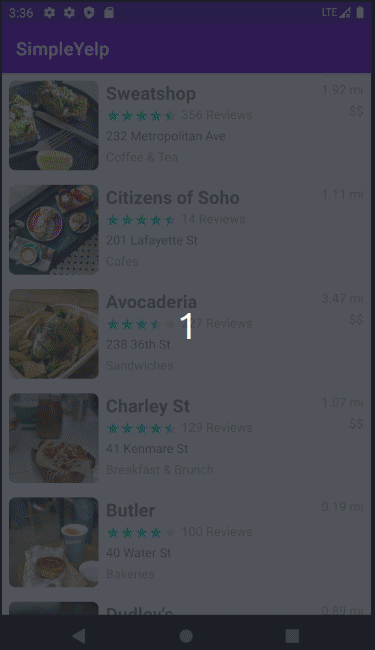 3:36 LTE
SimpleYelp
Sweatshop 1.92 mi
356 Reviews $$
232 Metropolitan Ave
Coffee & Tea
Citizens of Soho 1.11 mi
14 Reviews
201 Lafayette St
Cafes
Avocaderia 3.47 mi
Reviews $$
1
238 36th St
Sandwiches
Charley St 1.07 mi
129 Reviews $$
41 Kenmare St
Breakfast & Brunch
Butler 0.19 mi
100 Reviews
40 Water St
Bakeries
Dudley's 0.89 mi